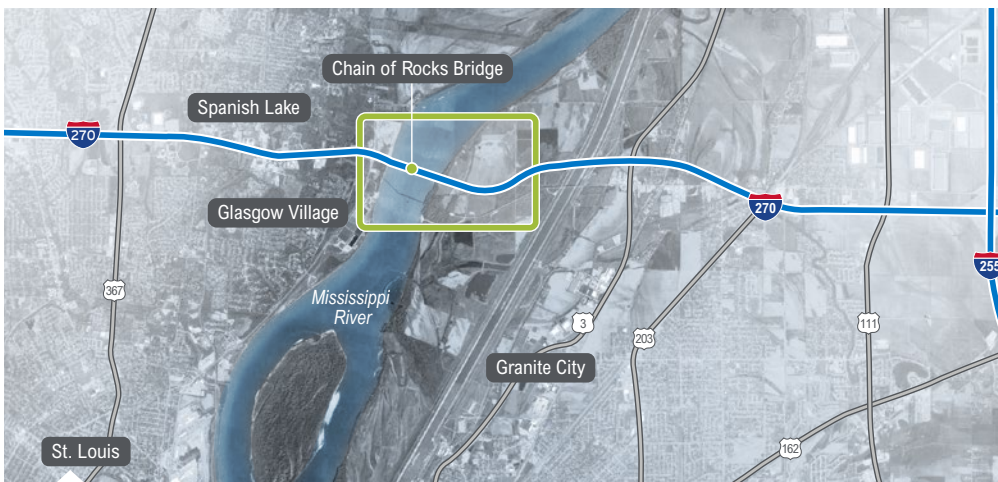 Chain of Rocks Bridge
Spanish Lake
270
Glasgow Village
270
255
367
Mississippi
River
3
111
203
Granite City
162
St. Louis